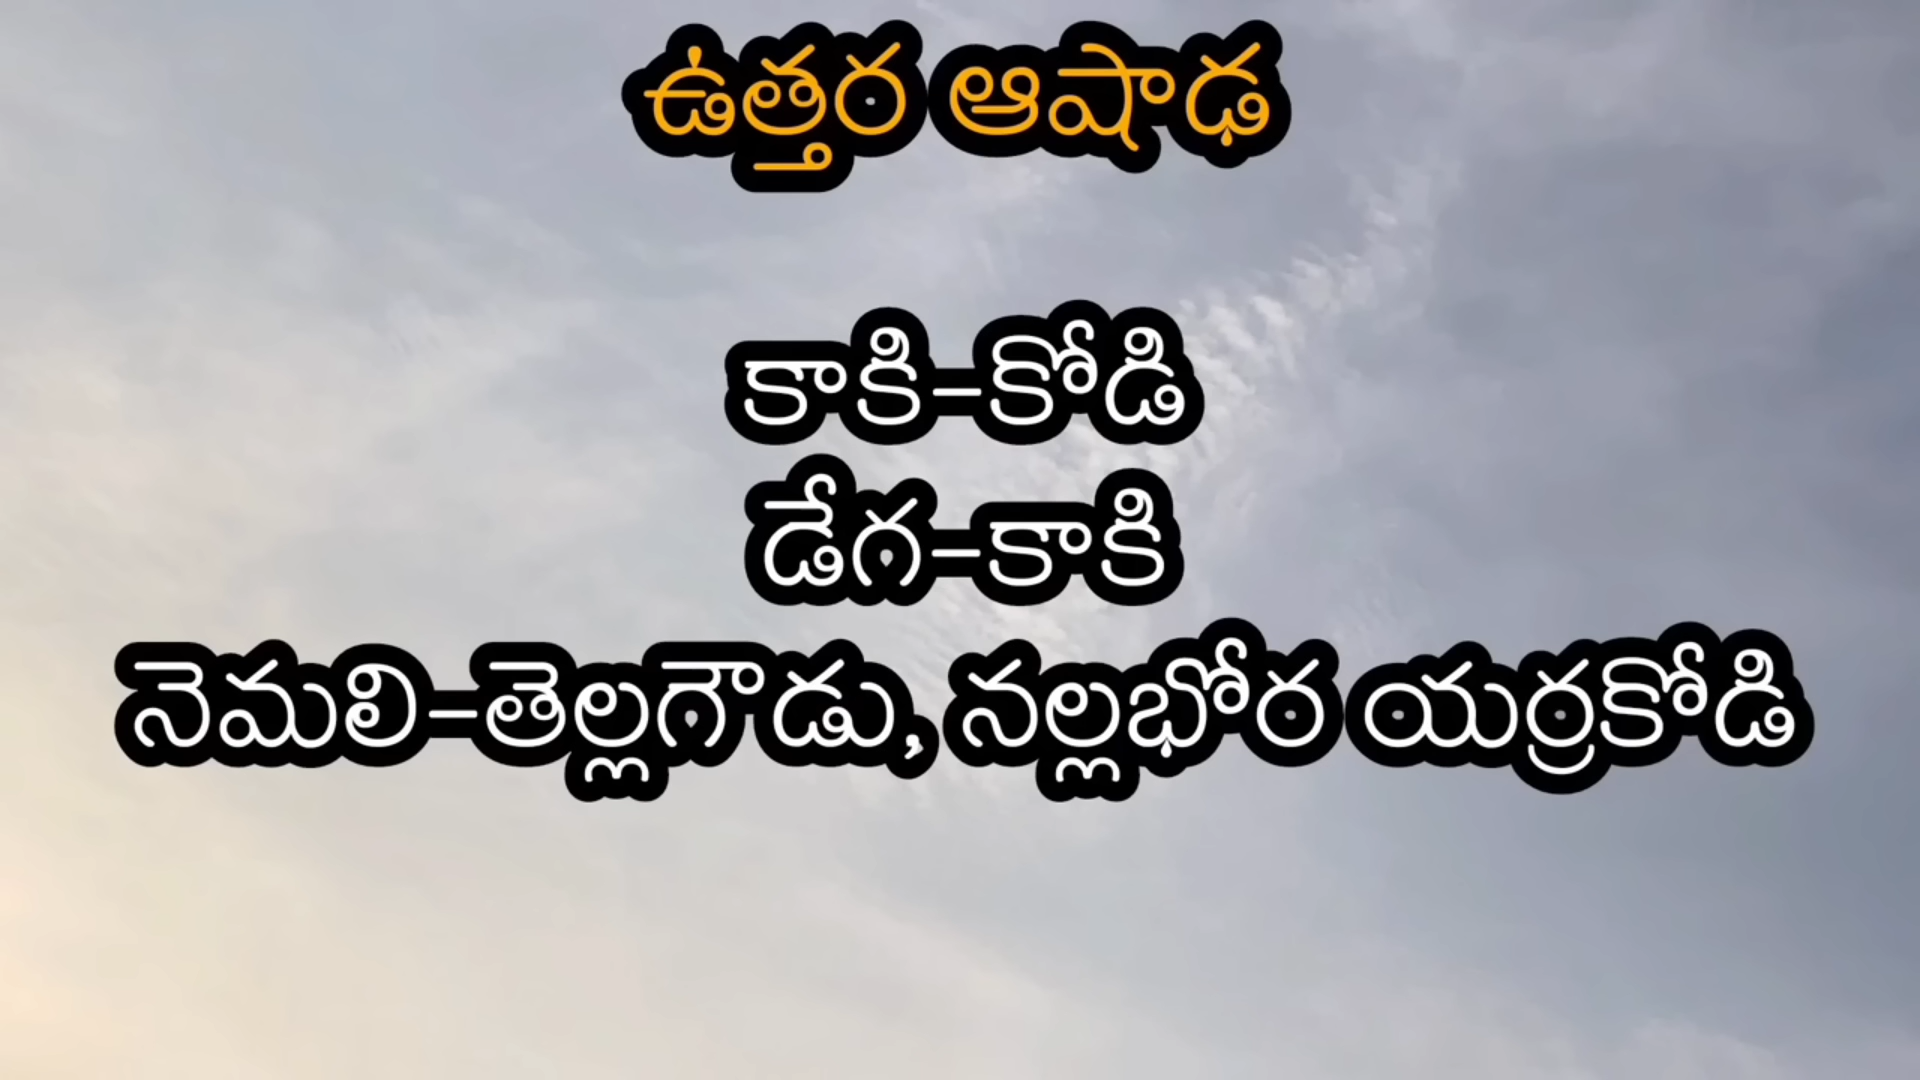 ఉత్తర ఆషాఢ
కాకి-కోడి
డేగ-కాకి
నెమలి-తెల్లగౌడు, నల్లభోర యర్రకోడి